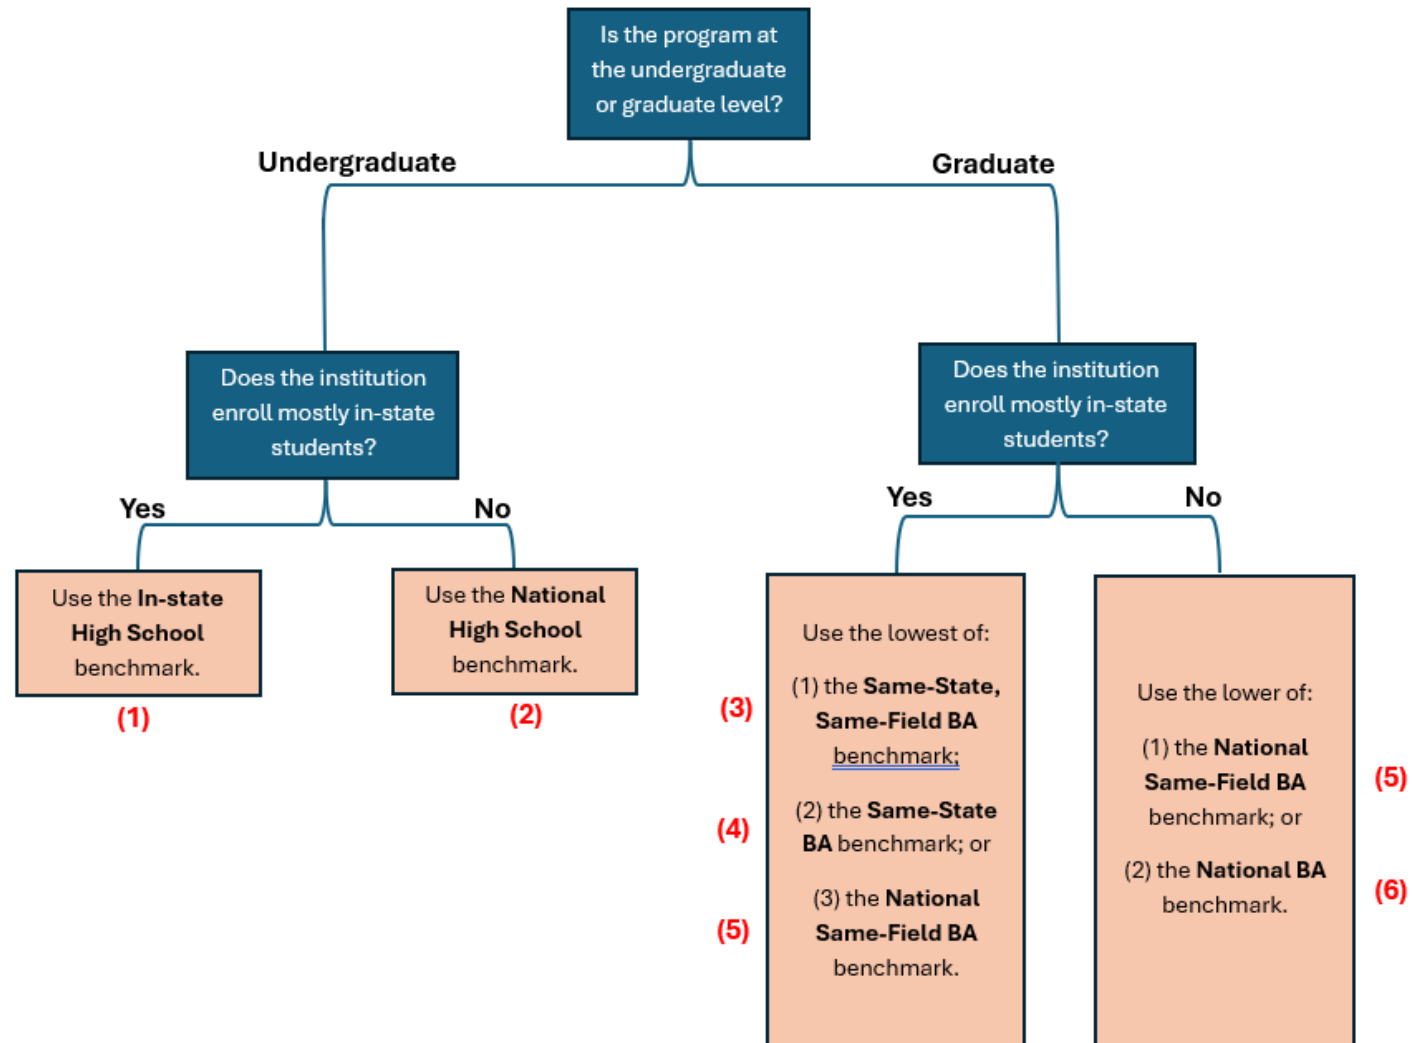 Is the program at
the undergraduate
or graduate level?
Undergraduate
Graduate
Does the institution
enroll mostly in-state
students?
Does the institution
enroll mostly in-state
students?
Yes
No
Yes
No
Use the In-state
High School
benchmark.
(1)
Use the National
High School
benchmark.
(2)
Use the lowest of:
(3)
(1) the Same-State,
Same-Field BA
benchmark;
(4)
(2) the Same-State
BA benchmark; or
(5)
(3) the National
Same-Field BA
benchmark.
Use the lower of:
(1) the National
Same-Field BA
benchmark; or
(5)
(2) the National BA
benchmark.
(6)